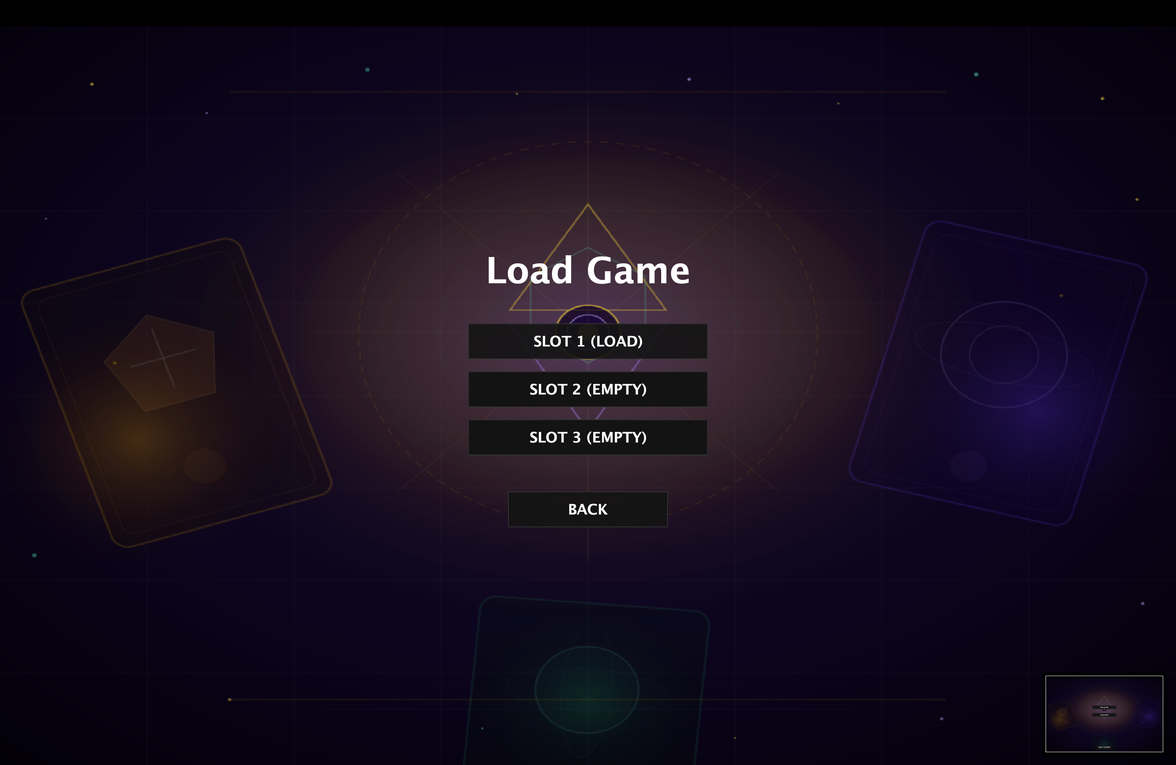 Load Game
SLOT 1 (LOAD)
SLOT 2 (EMPTY)
SLOT 3 (EMPTY)
BACK